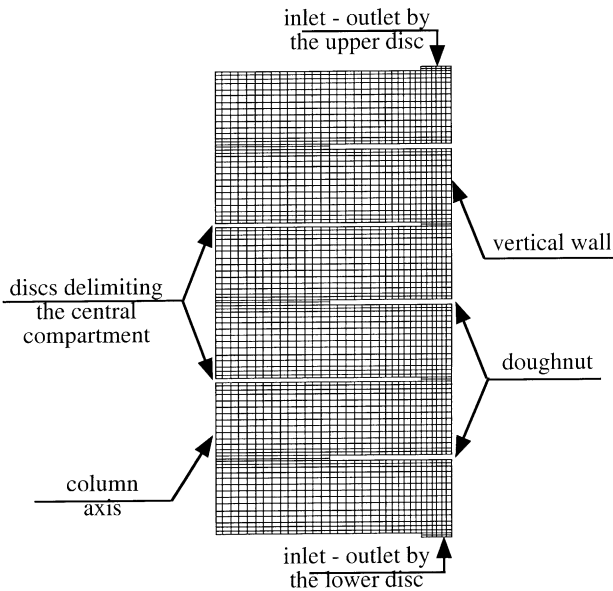 inlet - outlet by
the upper disc
vertical wall
discs delimiting
the central
compartment
doughnut
column
axis
inlet - outlet by
the lower disc